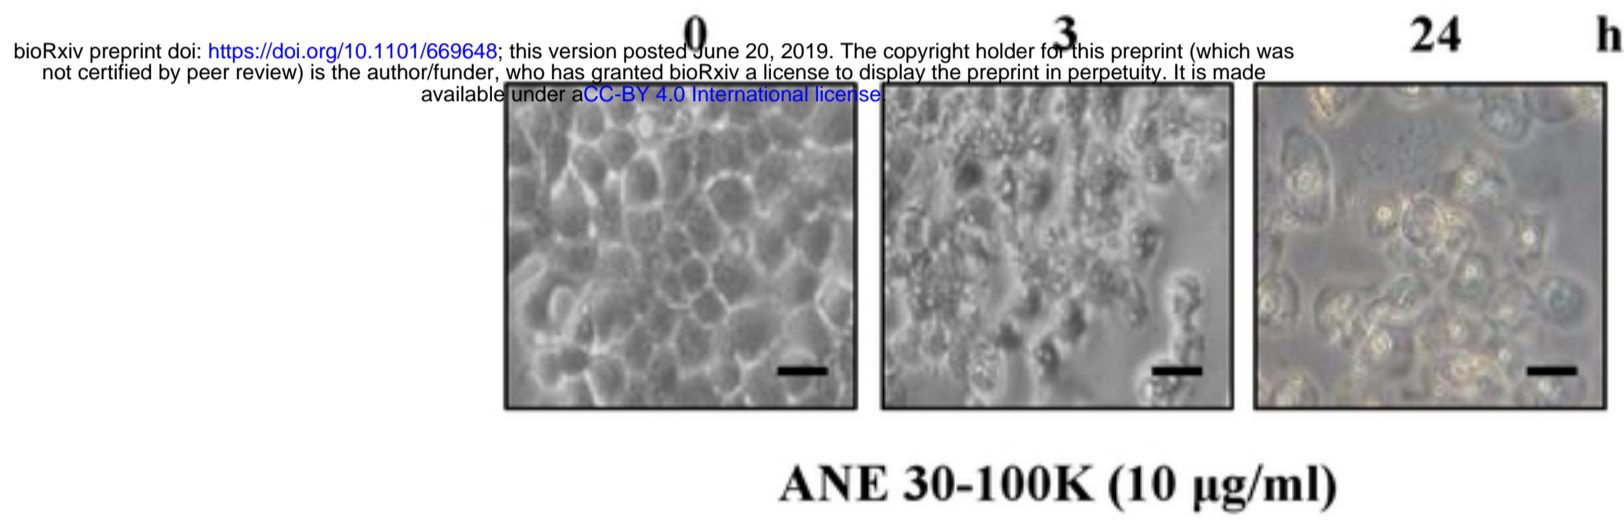 0 3 24 h
bioRxiv preprint doi: https://doi.org/10.1101/669648; this version posted June 20, 2019. The copyright holder for this preprint (which was
not certified by peer review) is the author/funder, who has granted bioRxiv a license to display the preprint in perpetuity. It is made
available under aCC-BY 4.0 International license.
ANE 30-100K (10 μg/ml)